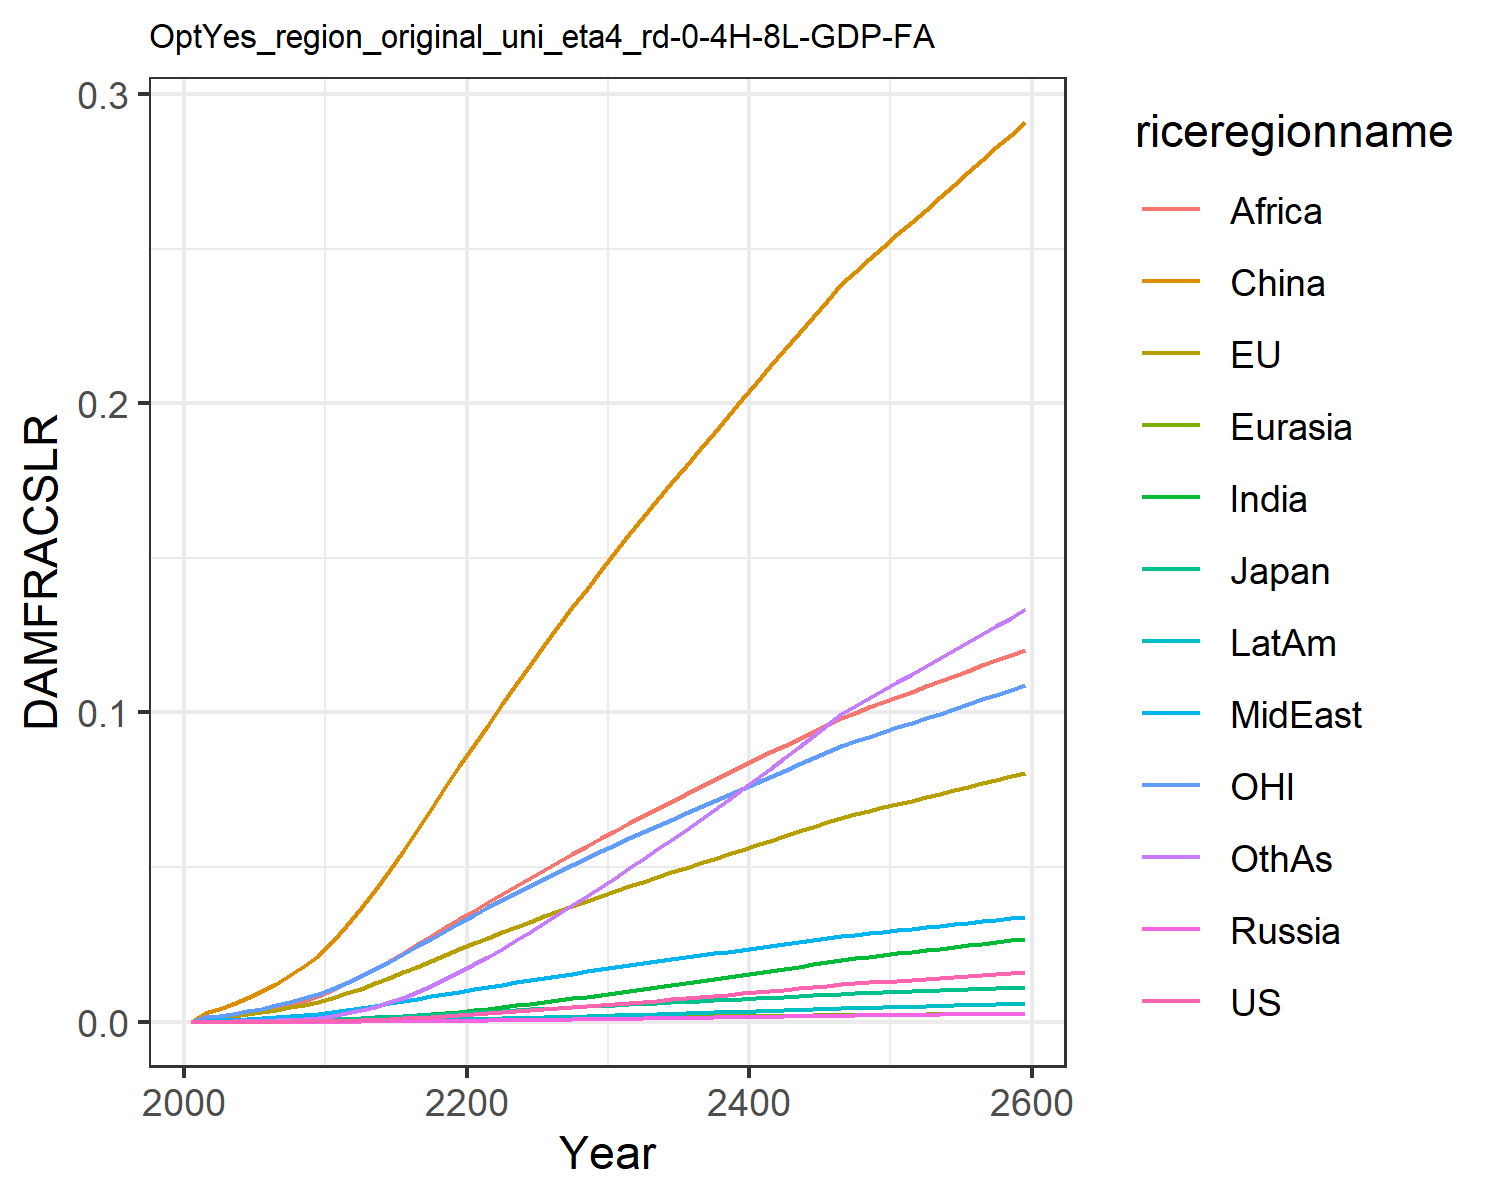 OptYes_region_original_uni_eta4_rd-0-4H-8L-GDP-FA
0.3
0.2
0.1
0.0
DAMFRACSLR
2000
2200
2400
2600
Year
riceregionname
Africa
China
EU
Eurasia
India
Japan
LatAm
MidEast
OHI
OthAs
Russia
US